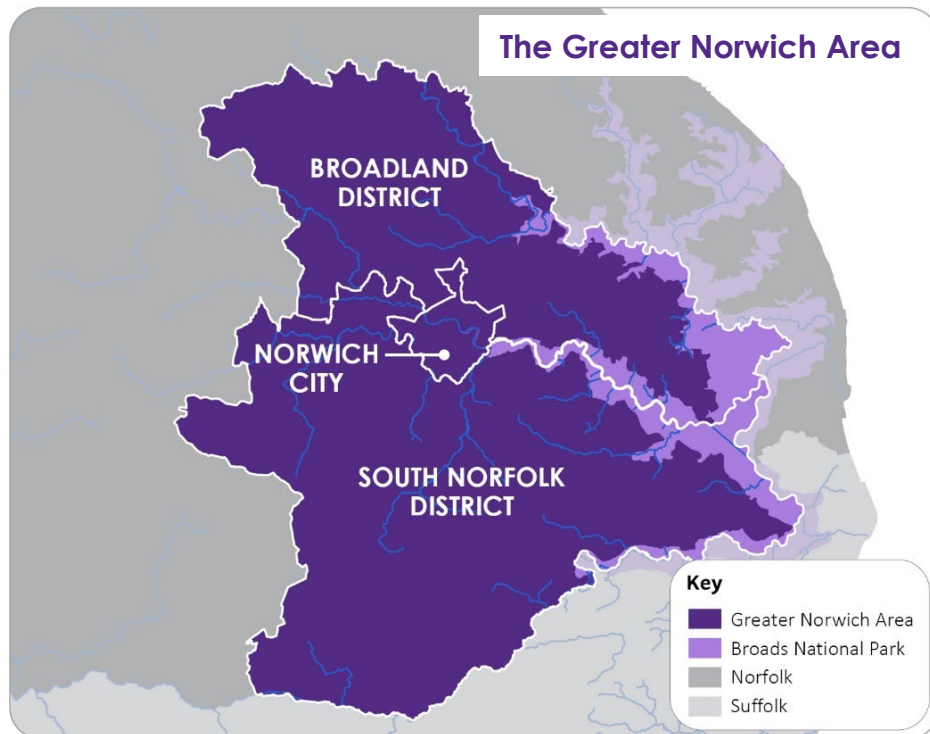 The Greater Norwich Area
BROADLAND
DISTRICT
NORWICH
CITY
SOUTH NORFOLK
DISTRICT
Key
Greater Norwich Area
Broads National Park
Norfolk
Suffolk